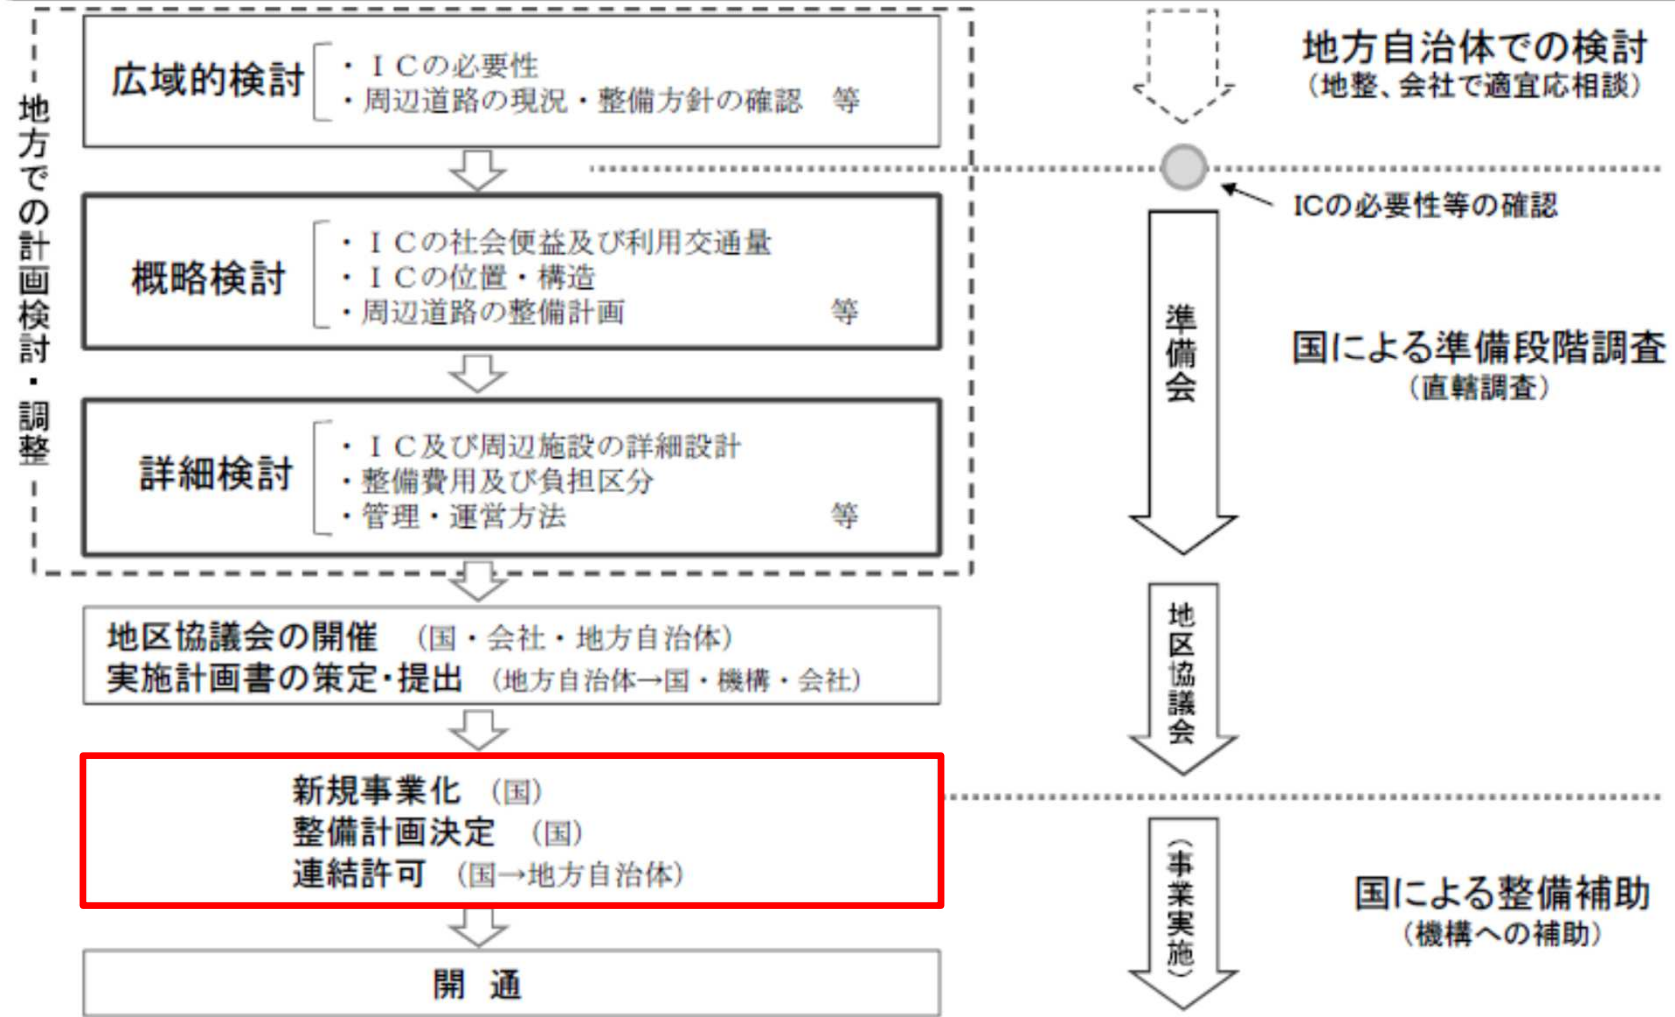 地方での計画検討・調整
広域的検討
・ＩＣの必要性
・周辺道路の現況・整備方針の確認　等
概略検討
・ＩＣの社会便益及び利用交通量
・ＩＣの位置・構造
・周辺道路の整備計画　等
詳細検討
・ＩＣ及び周辺施設の詳細設計
・整備費用及び負担区分
・管理・運営方法　等
地区協議会の開催　（国・会社・地方自治体）
実施計画書の策定・提出　（地方自治体→国・機構・会社）
新規事業化　（国）
整備計画決定　（国）
連結許可　（国→地方自治体）
開　通
地方自治体での検討
（地整、会社で適宜応相談）
ICの必要性等の確認
準備会
国による準備段階調査
（直轄調査）
地区協議会
（事業実施）
国による整備補助
（機構への補助）